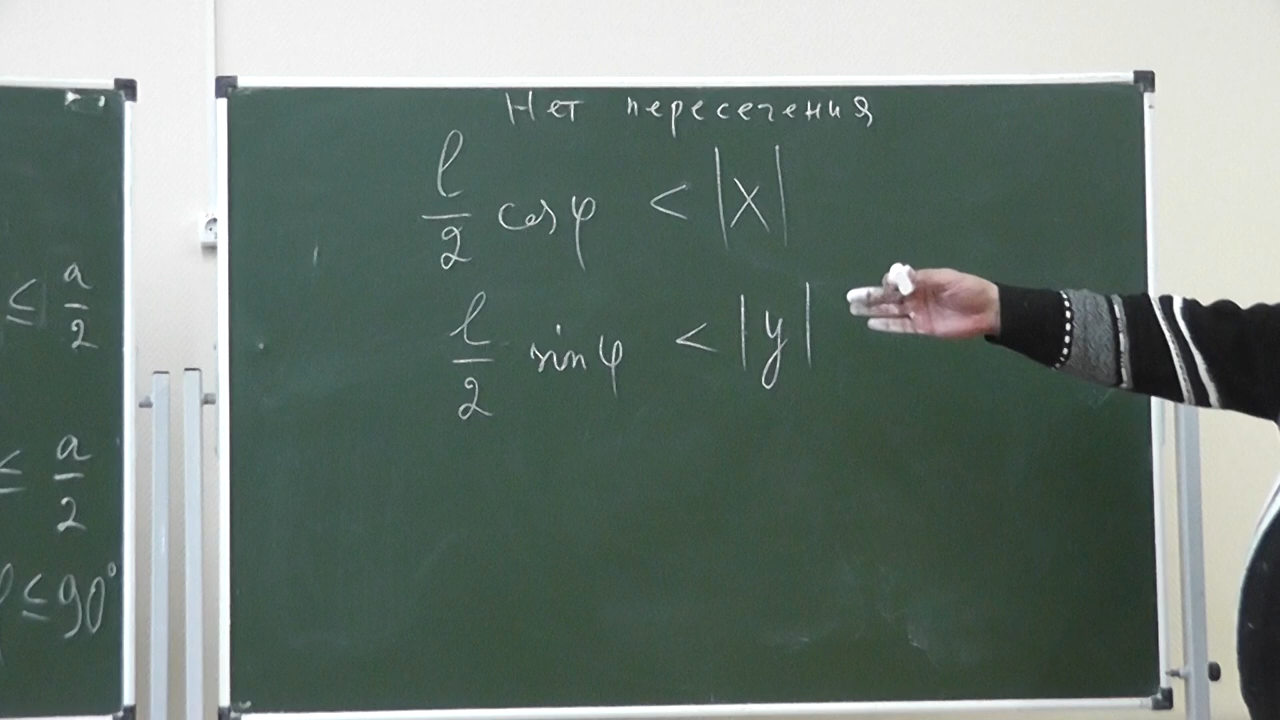 ≤ a/2
≤ a/2
φ ≤ 90°
Нет пересечения
l/2 cos φ < |x|
l/2 sin φ < |y|